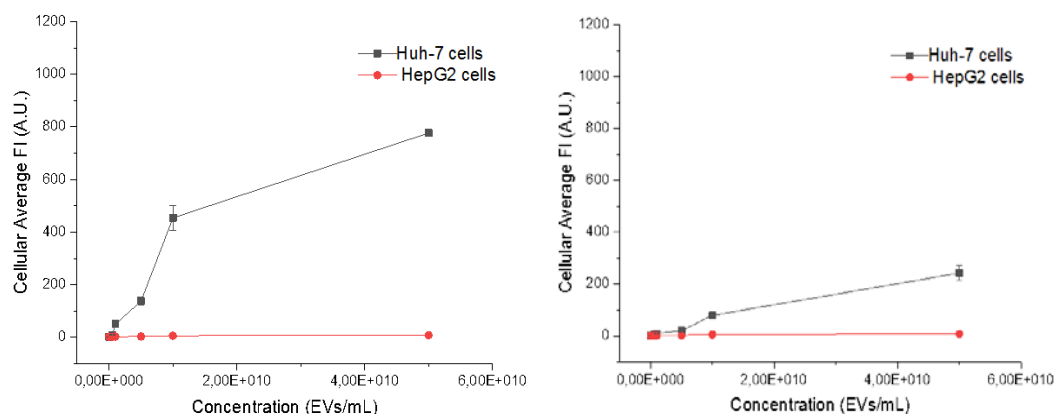 1200
1000
800
600
400
200
0
Cellular Average FI (A.U.)
Huh-7 cells
HepG2 cells
0,00E+000
2,00E+010
4,00E+010
6,00E+010
Concentration (EVs/mL)
1200
1000
800
600
400
200
0
Cellular Average FI (A.U.)
Huh-7 cells
HepG2 cells
0,00E+000
2,00E+010
4,00E+010
6,00E+010
Concentration (EVs/mL)